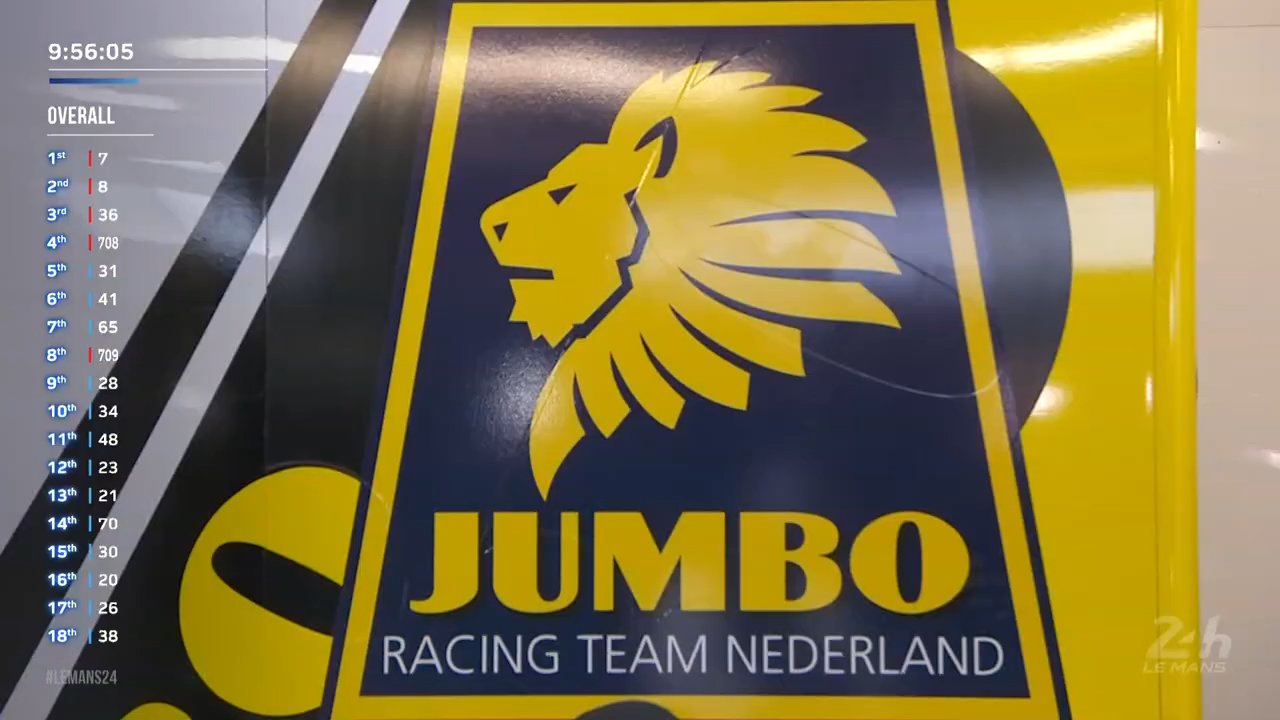 9:56:05
OVERALL
1st 7
2nd 8
3rd 36
4th 708
5th 31
6th 41
7th 65
8th 709
9th 28
10th 34
11th 48
12th 23
13th 21
14th 70
15th 30
16th 20
17th 26
18th 38
#LEMANS24
JUMBO
RACING TEAM NEDERLAND
24h
LE MANS